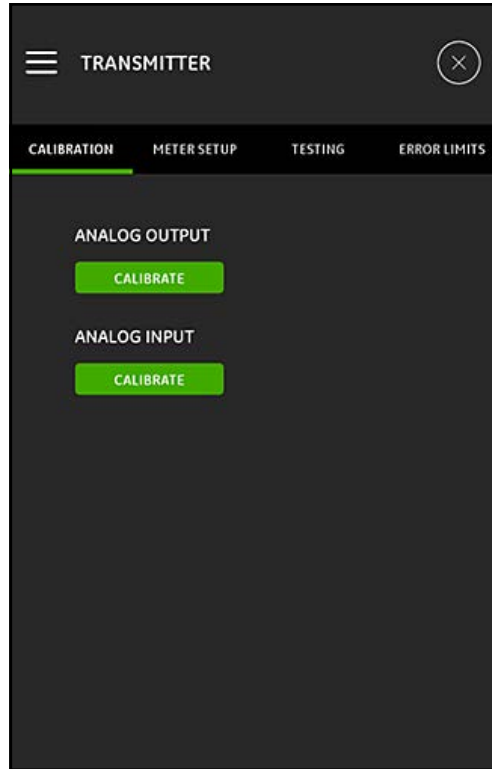 TRANSMITTER
CALIBRATION METER SETUP TESTING ERROR LIMITS
ANALOG OUTPUT
CALIBRATE
ANALOG INPUT
CALIBRATE